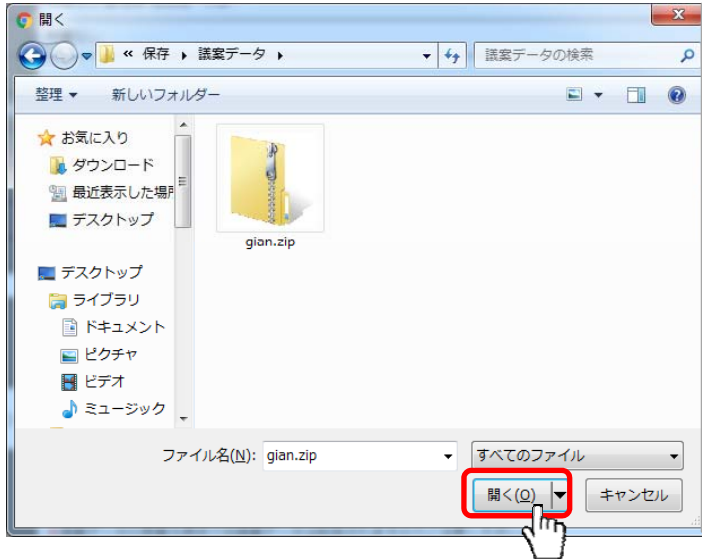 開く
« 保存 ▸ 議案データ ▸
議案データの検索
整理 ▼ 新しいフォルダー
お気に入り
ダウンロード
最近表示した場所
デスクトップ
デスクトップ
ライブラリ
ドキュメント
ピクチャ
ビデオ
ミュージック
gian.zip
ファイル名(N): gian.zip
すべてのファイル
開く(O)
キャンセル